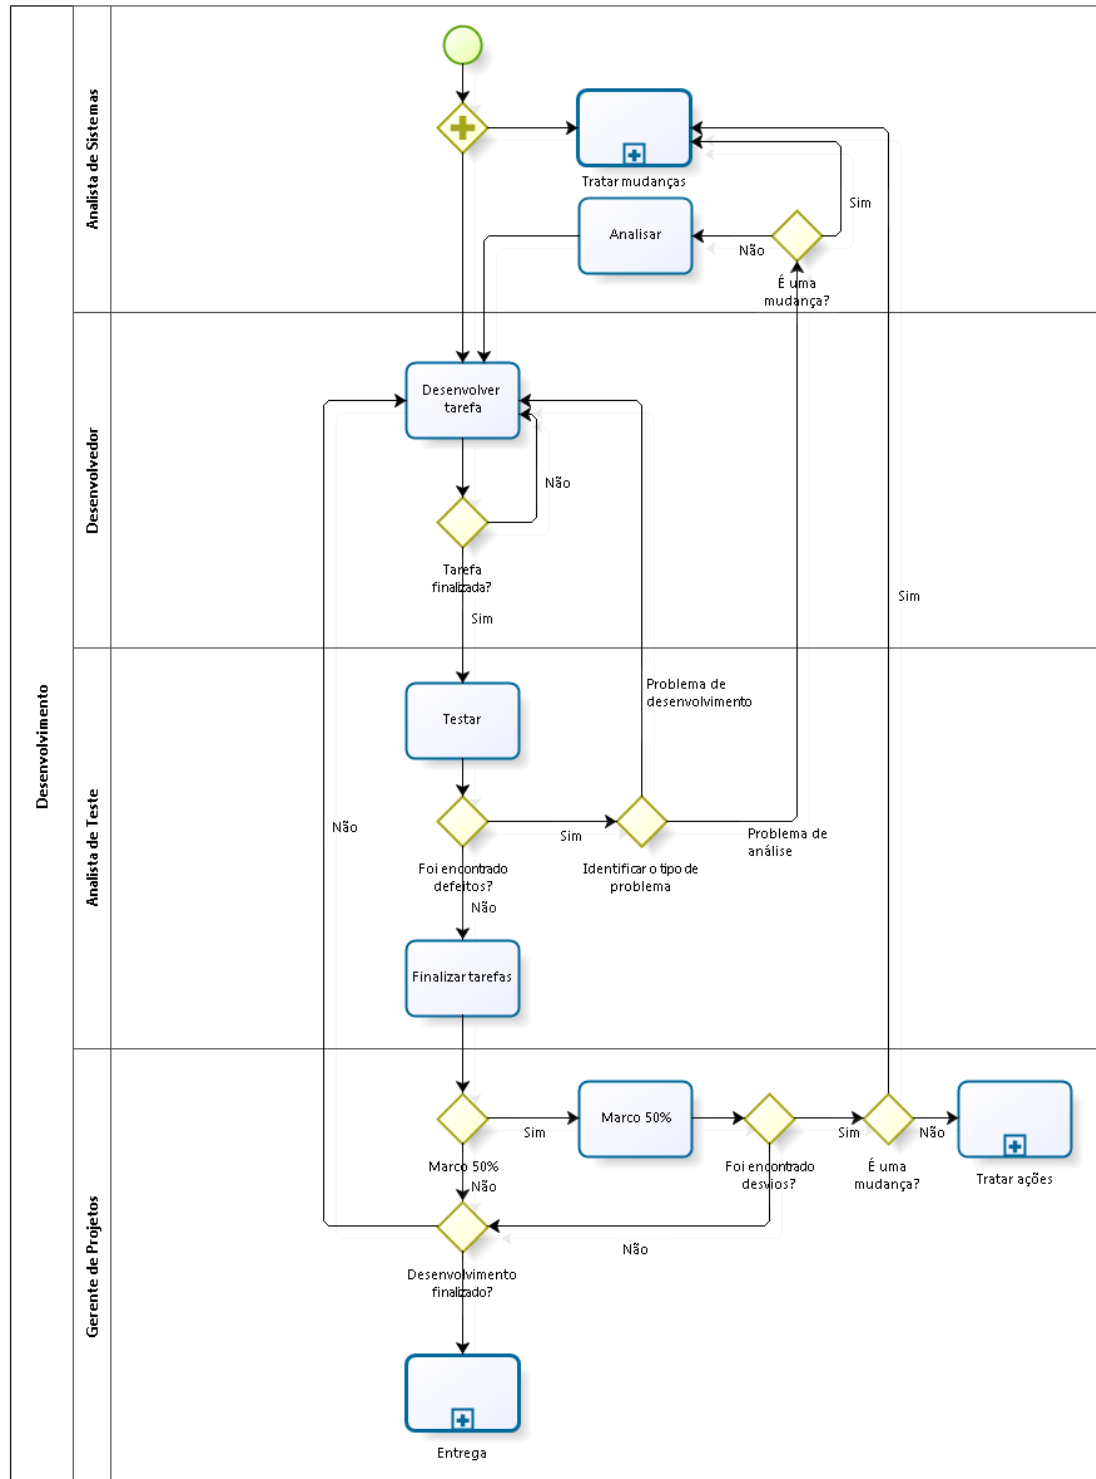 Desenvolvimento
Analista de Sistemas
Tratar mudanças
Analisar
Não
Sim
É uma
mudança?
Desenvolvedor
Desenvolver
tarefa
Não
Tarefa
finalizada?
Sim
Sim
Analista de Teste
Problema de
desenvolvimento
Testar
Não
Sim
Problema de
análise
Foi encontrado
defeitos?
Identificar o tipo de
problema
Não
Finalizar tarefas
Gerente de Projetos
Marco 50%
Sim
Sim
Não
Marco 50%
Não
Foi encontrado
desvios?
É uma
mudança?
Tratar ações
Não
Desenvolvimento
finalizado?
Entrega